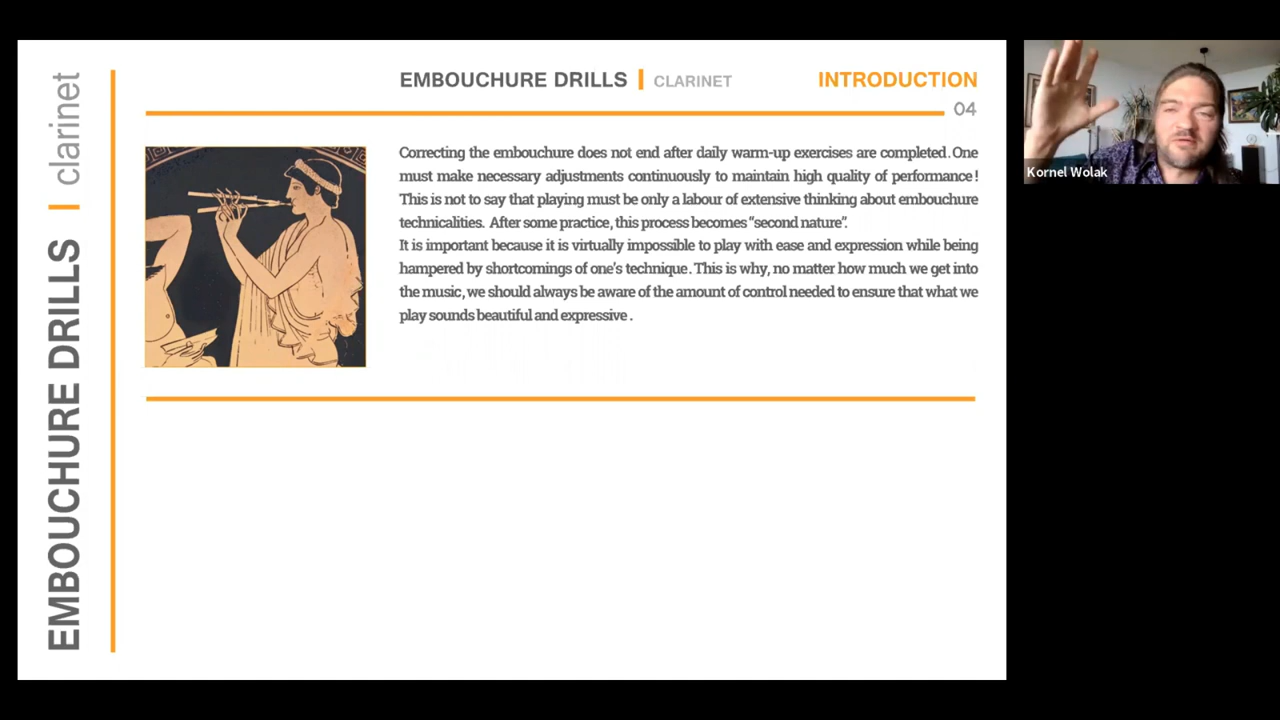 EMBOUCHURE DRILLS | clarinet
EMBOUCHURE DRILLS | CLARINET
INTRODUCTION
04
Correcting the embouchure does not end after daily warm-up exercises are completed. One
must make necessary adjustments continuously to maintain high quality of performance!
This is not to say that playing must be only a labour of extensive thinking about embouchure
technicalities. After some practice, this process becomes “second nature”.
It is important because it is virtually impossible to play with ease and expression while being
hampered by shortcomings of one’s technique. This is why, no matter how much we get into
the music, we should always be aware of the amount of control needed to ensure that what we
play sounds beautiful and expressive .
Kornel Wolak